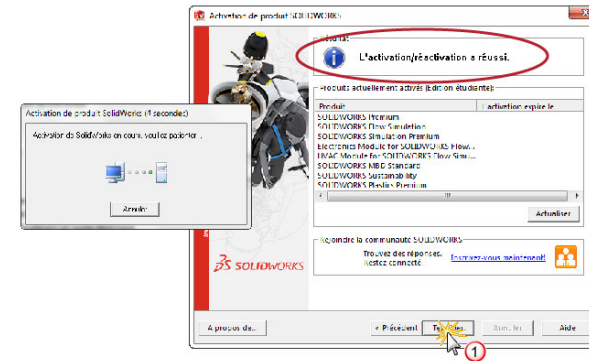 Activation de produit SOLIDWORKS
Résultat
L'activation/réactivation a réussi.
Produits actuellement activés (Édition étudiante):
Produit L'activation expire le
SOLIDWORKS Premium
SOLIDWORKS Flow Simulation
SOLIDWORKS Simulation Premium
Electronics Module for SOLIDWORKS Flow...
HVAC Module for SOLIDWORKS Flow Simu...
SOLIDWORKS MBD Standard
SOLIDWORKS Sustainability
SOLIDWORKS Plastics Premium
Actualiser
Rejoindre la communauté SOLIDWORKS
Trouvez des réponses.
Restez connecté
Inscrivez-vous maintenant!
Activation de produit SolidWorks (4 secondes)
Activation de SolidWorks en cours, veuillez patienter...
Annuler
SOLIDWORKS
A propos de...
< Précédent
Annuler
Aide
1